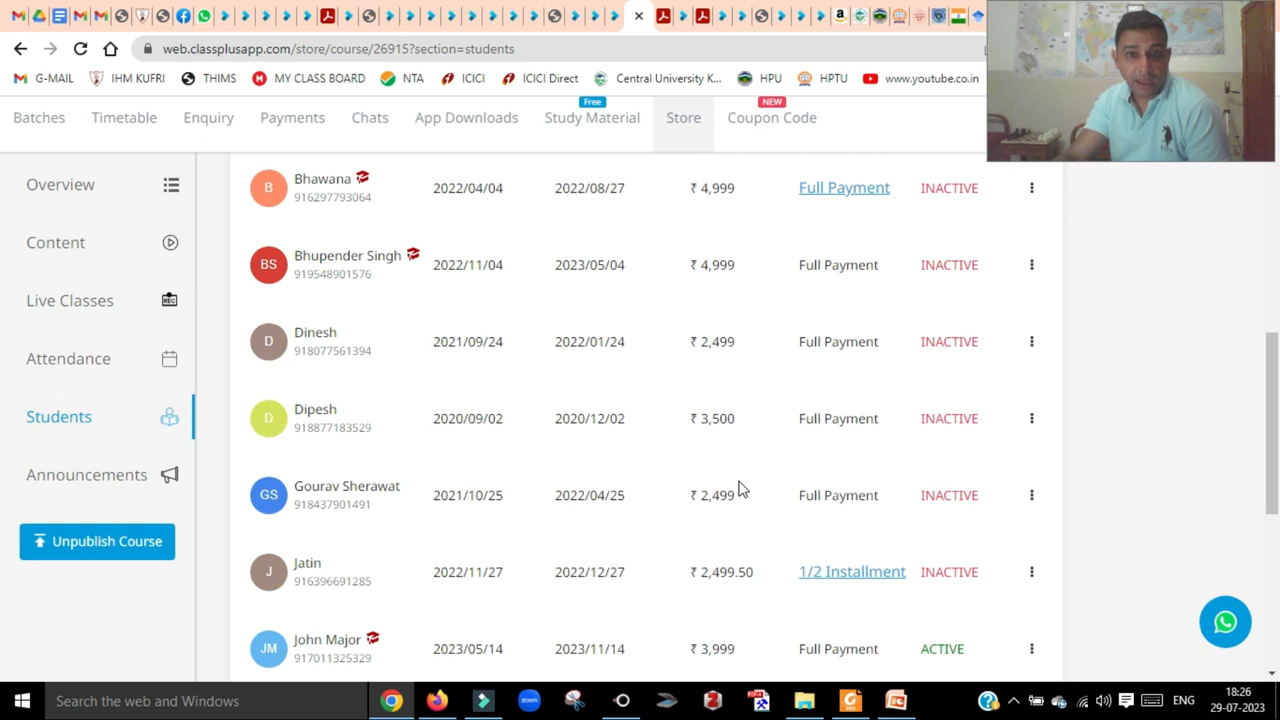 web.classplusapp.com/store/course/26915?section=students
G-MAIL IHM KUFRI THIMS MY CLASS BOARD NTA ICICI ICICI Direct Central University K... HPU HPTU www.youtube.co.in
Free NEW
Batches Timetable Enquiry Payments Chats App Downloads Study Material Store Coupon Code
Overview
Content
Live Classes
Attendance
Students
Announcements
Unpublish Course
B Bhawana 2022/04/04 2022/08/27 ₹ 4,999 Full Payment INACTIVE
916297793064
BS Bhupender Singh 2022/11/04 2023/05/04 ₹ 4,999 Full Payment INACTIVE
919548901576
D Dinesh 2021/09/24 2022/01/24 ₹ 2,499 Full Payment INACTIVE
918077561394
D Dipesh 2020/09/02 2020/12/02 ₹ 3,500 Full Payment INACTIVE
918877183529
GS Gourav Sherawat 2021/10/25 2022/04/25 ₹ 2,499 Full Payment INACTIVE
918437901491
J Jatin 2022/11/27 2022/12/27 ₹ 2,499.50 1/2 Installment INACTIVE
916396691285
JM John Major 2023/05/14 2023/11/14 ₹ 3,999 Full Payment ACTIVE
917011325329
Search the web and Windows
zoom
ENG
18:26
29-07-2023